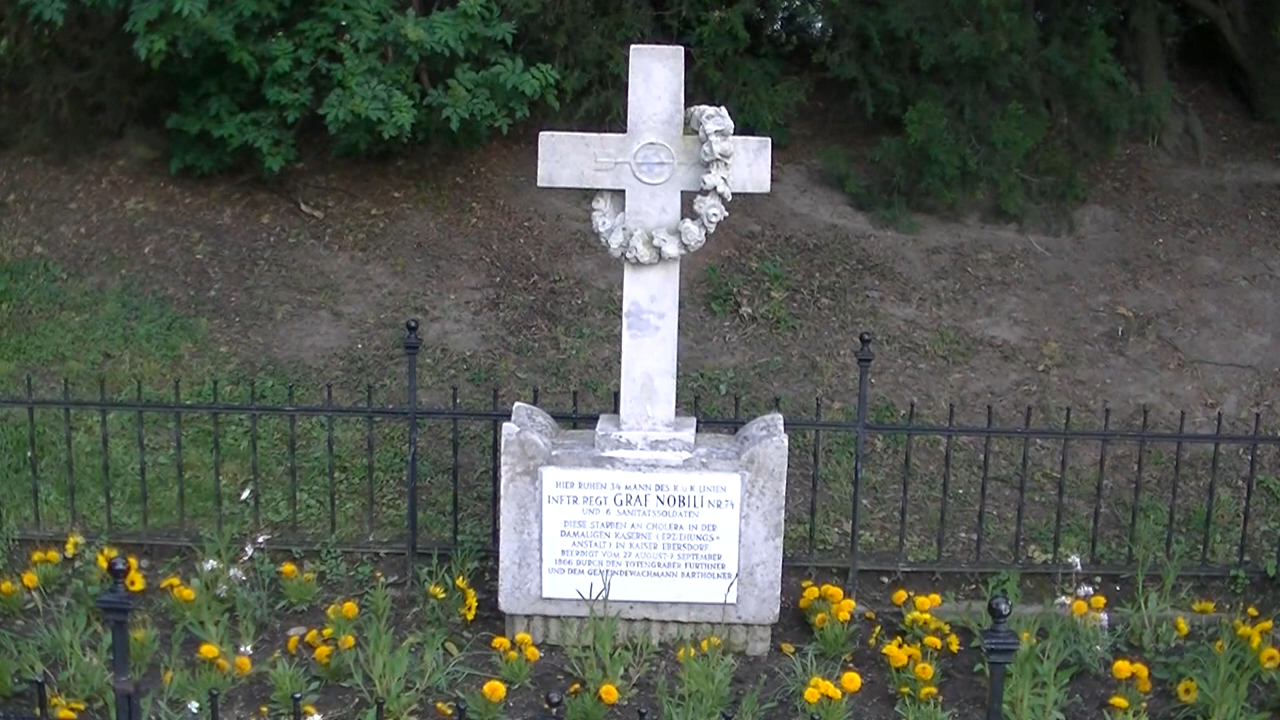 HIER RUHEN 34 MANN DES K u K LINIEN
INFTR. REGT GRAF NOBILI NR. 74
UND 6 SANITÄTSSOLDATEN
DIESE STARBEN AN CHOLERA IN DER
DAMALIGEN KASERNE (ERZIEHUNGS=
ANSTALT) IN KAISER EBERSDORF
BEERDIGT VOM 27 AUGUST-7 SEPTEMBER
1866 DURCH DEN TOTENGRÄBER FÜRTHNER
UND DEM GEMEINDEWACHMANN BARTHOLNER